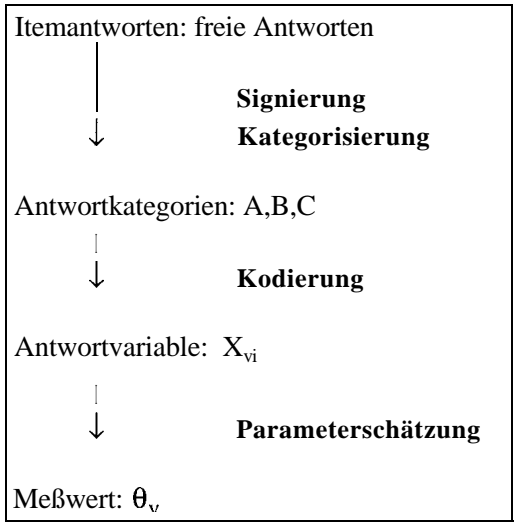 Itemantworten: freie Antworten
Signierung
Kategorisierung
Antwortkategorien: A,B,C
Kodierung
Antwortvariable: X_vi
Parameterschätzung
Meßwert: θ_v